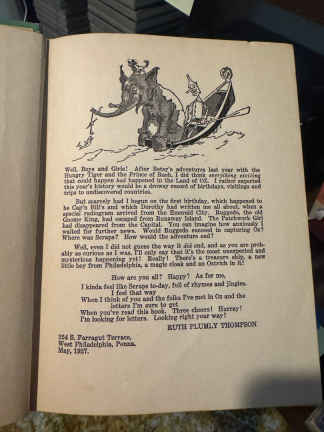 Well, Boys and Girls! After Betsy's adventures last year with the
Hungry Tiger and the Prince of Rash, I did think everything exciting
that could happen had happened to the Land of Oz. I rather expected
this year's history would be a drowsy record of birthdays, visitings and
trips to undiscovered countries.
But scarcely had I begun on the first birthday, which happened to
be Cap'n Bill's and which Dorothy had written me all about, when a
special radiogram arrived from the Emerald City. Ruggedo, the old
Gnome King, had escaped from Runaway Island. The Patchwork Girl
had disappeared from the Capital. You can imagine how anxiously I
waited for further news. Would Ruggedo succeed in capturing Oz?
Where was Scraps? How would the adventure end?
Well, even I did not guess the way it did end, and as you are prob-
ably as curious as I was, I'll only say that it's the most unexpected and
mysterious happening yet! Really! There's a treasure ship, a new
little boy from Philadelphia, a magic cloak and an Ostrich in it!
How are you all? Happy? As for me,
I kinda feel like Scraps to-day, full of rhymes and jingles.
I feel that way
When I think of you and the folks I've met in Oz and the
letters I'm sure to get
When you've read this book. Three cheers! Hurray!
I'm looking for letters. Looking right your way!
RUTH PLUMLY THOMPSON
254 S. Farragut Terrace,
West Philadelphia, Penna.
May, 1927.